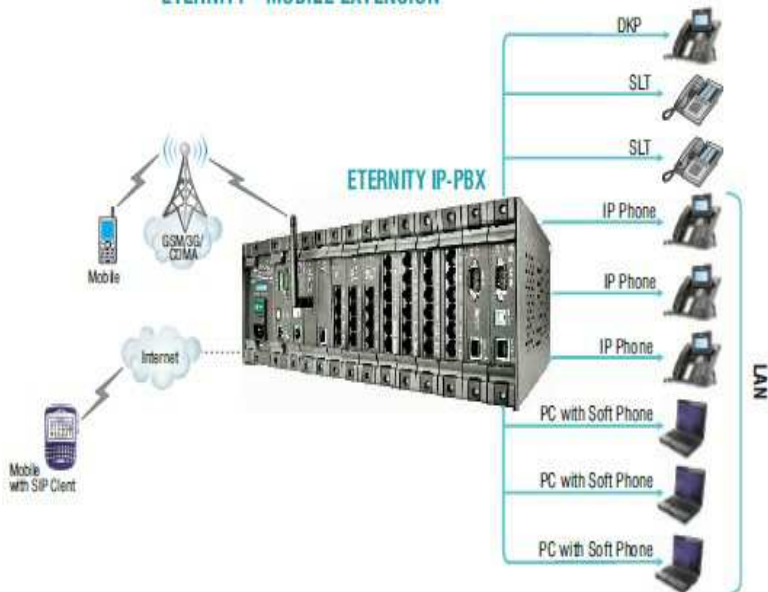 ETERNITY - MOBILE EXTENSION
DKP
SLT
SLT
ETERNITY IP-PBX
IP Phone
IP Phone
IP Phone
PC with Soft Phone
PC with Soft Phone
PC with Soft Phone
LAN
GSM/3G/
CDMA
Mobile
Internet
Mobile
with SIP Client